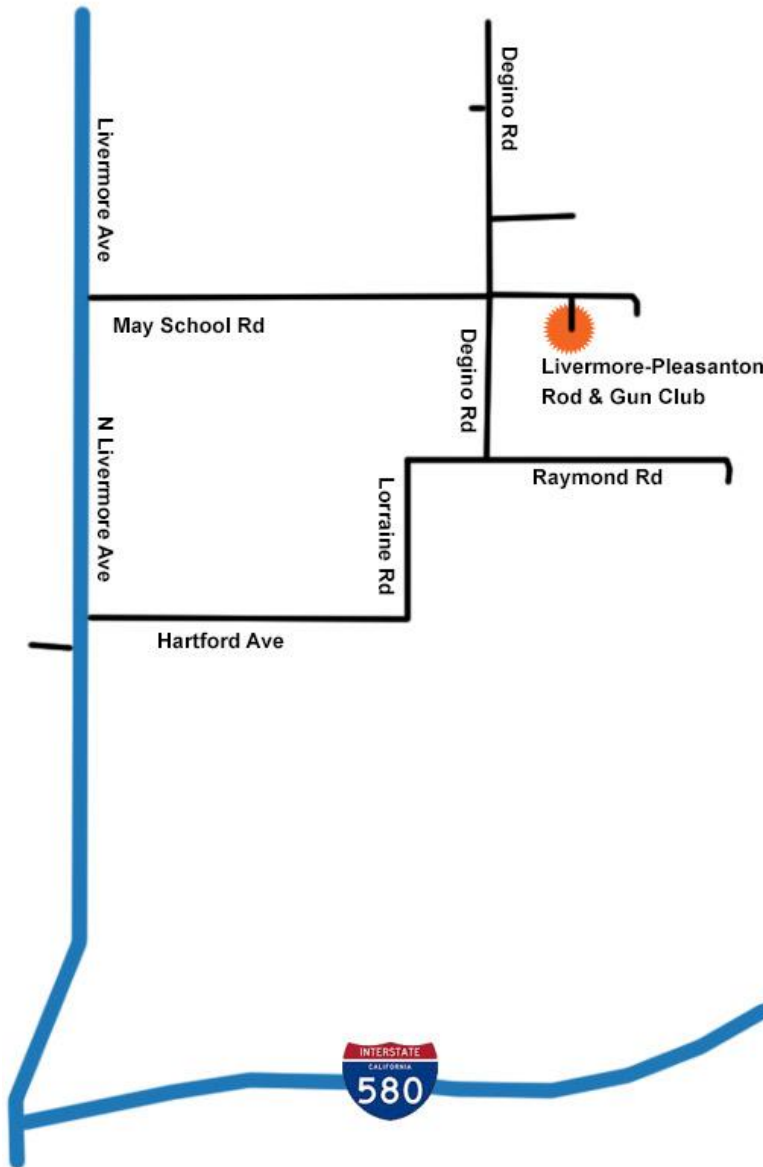 Degino Rd
Livermore Ave
May School Rd
Degino Rd
Livermore-Pleasanton
Rod & Gun Club
N Livermore Ave
Raymond Rd
Lorraine Rd
Hartford Ave
INTERSTATE
CALIFORNIA
580